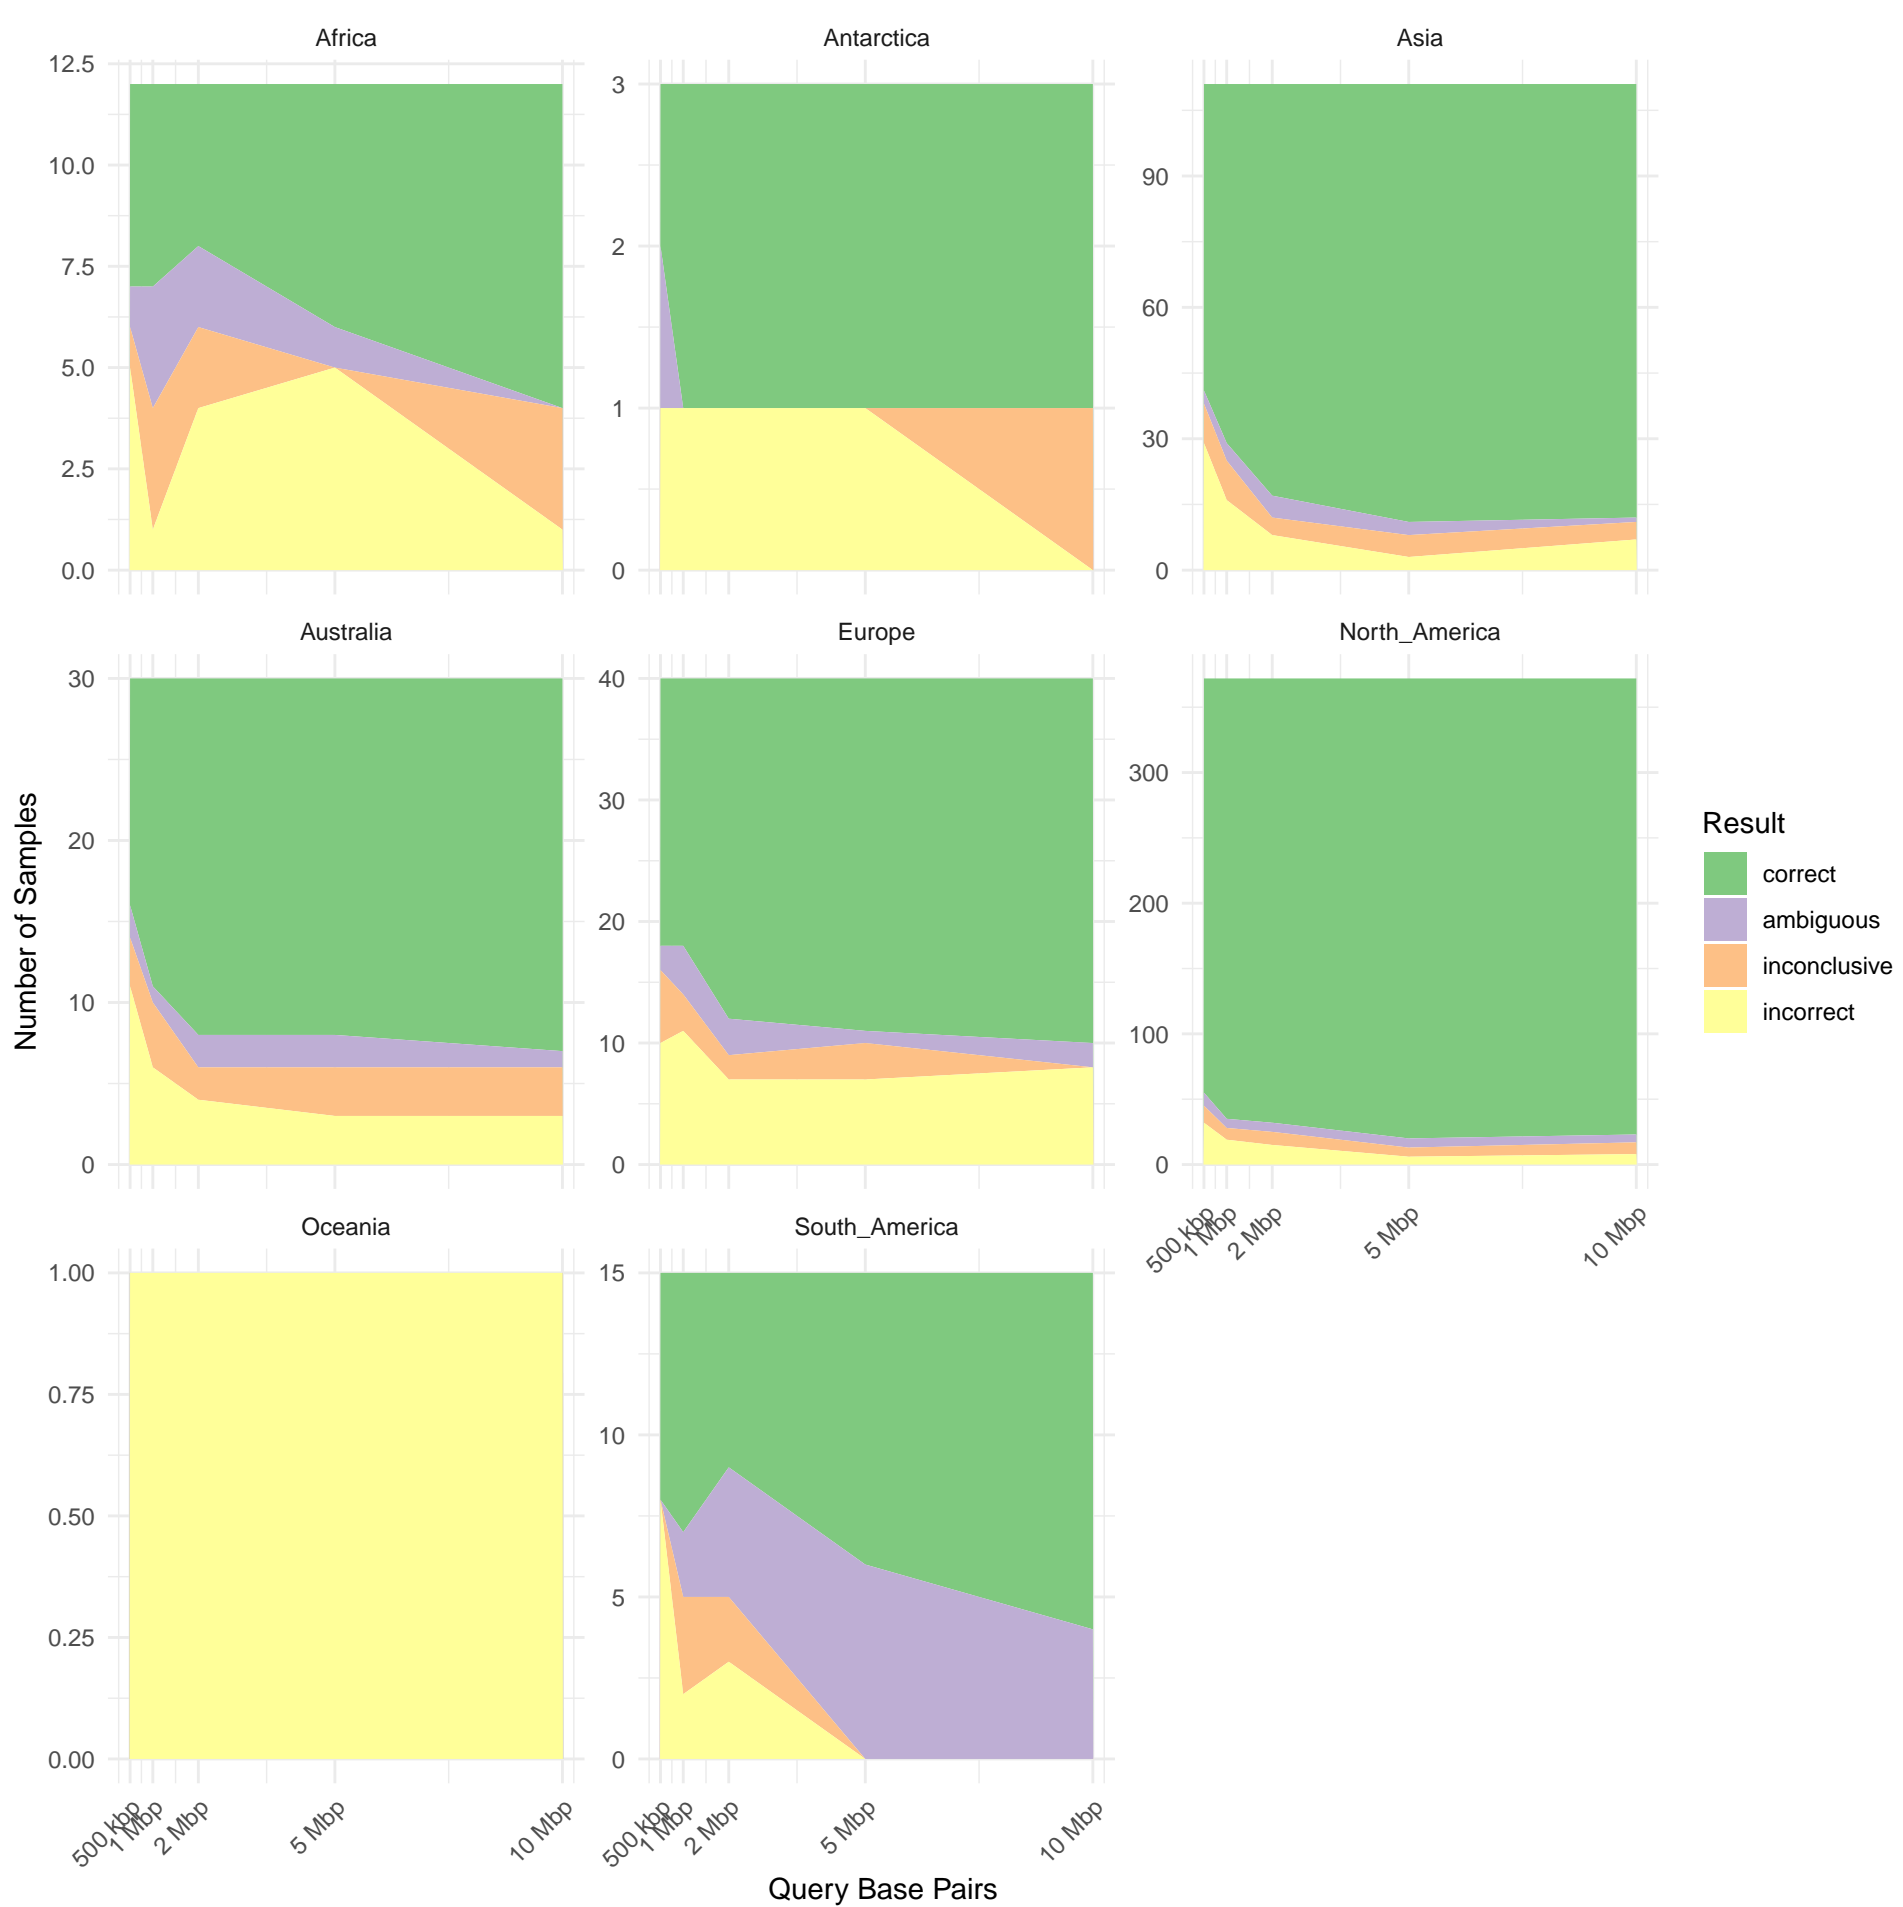 Africa
Antarctica
Asia
12.5
10.0
7.5
5.0
2.5
0.0
3
2
1
0
90
60
30
0
Australia
Europe
North_America
30
20
10
0
40
30
20
10
0
300
200
100
0
500 kbp
1 Mbp
2 Mbp
5 Mbp
10 Mbp
Oceania
South_America
1.00
0.75
0.50
0.25
0.00
15
10
5
0
500 kbp
1 Mbp
2 Mbp
5 Mbp
10 Mbp
500 kbp
1 Mbp
2 Mbp
5 Mbp
10 Mbp
Query Base Pairs
Number of Samples
Result
correct
ambiguous
inconclusive
incorrect